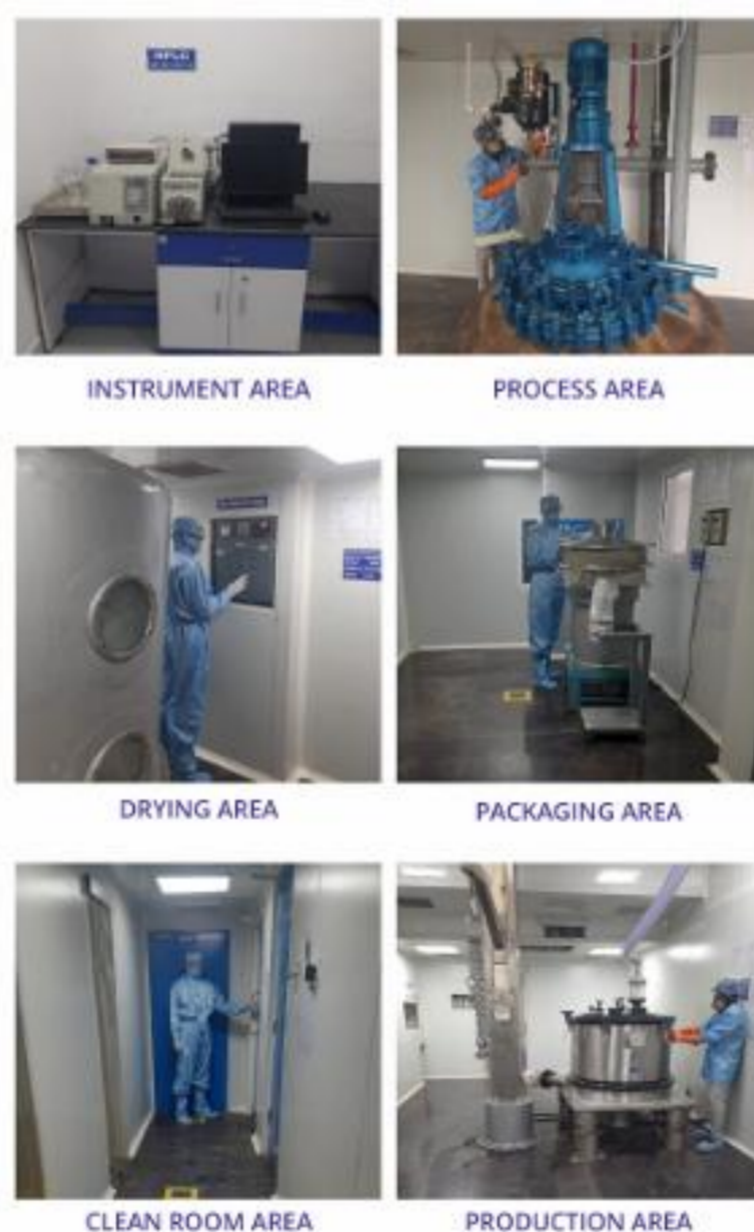 INSTRUMENT AREA
PROCESS AREA
DRYING AREA
PACKAGING AREA
CLEAN ROOM AREA
PRODUCTION AREA